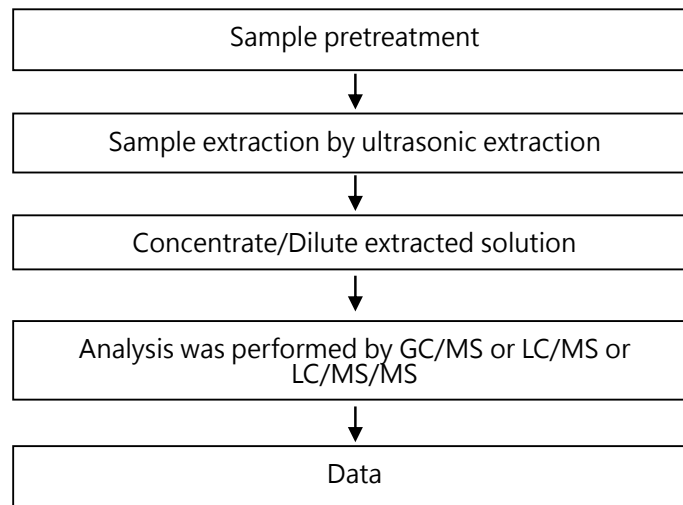 Sample pretreatment
Sample extraction by ultrasonic extraction
Concentrate/Dilute extracted solution
Analysis was performed by GC/MS or LC/MS or
LC/MS/MS
Data